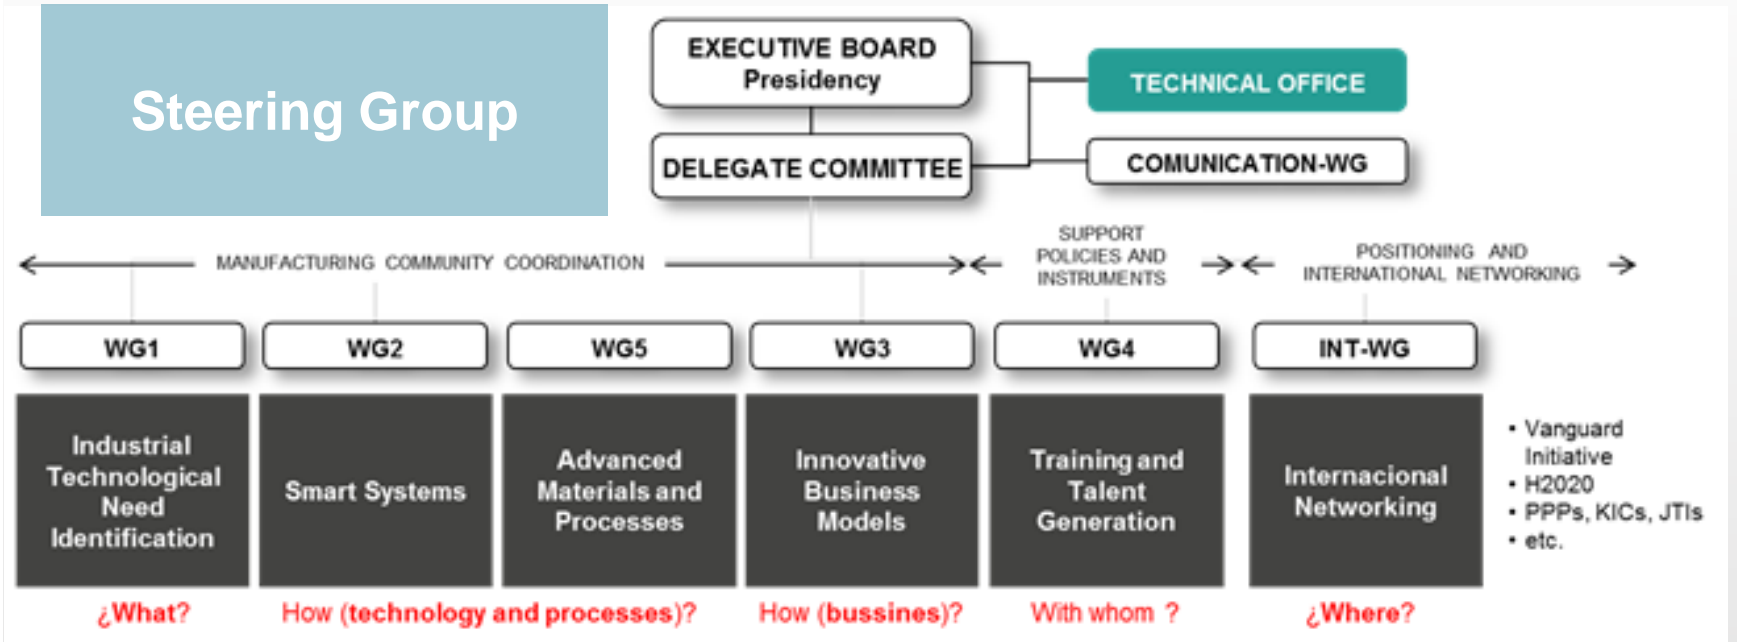 Steering Group
EXECUTIVE BOARD
Presidency
TECHNICAL OFFICE
DELEGATE COMMITTEE
COMUNICATION-WG
MANUFACTURING COMMUNITY COORDINATION
SUPPORT
POLICIES AND
INSTRUMENTS
POSITIONING AND
INTERNATIONAL NETWORKING
WG1
WG2
WG5
WG3
WG4
INT-WG
Industrial
Technological
Need
Identification
Smart Systems
Advanced
Materials and
Processes
Innovative
Business
Models
Training and
Talent
Generation
Internacional
Networking
• Vanguard
Initiative
• H2020
• PPPs, KICs, JTIs
• etc.
¿What?
How (technology and processes)?
How (bussines)?
With whom ?
¿Where?